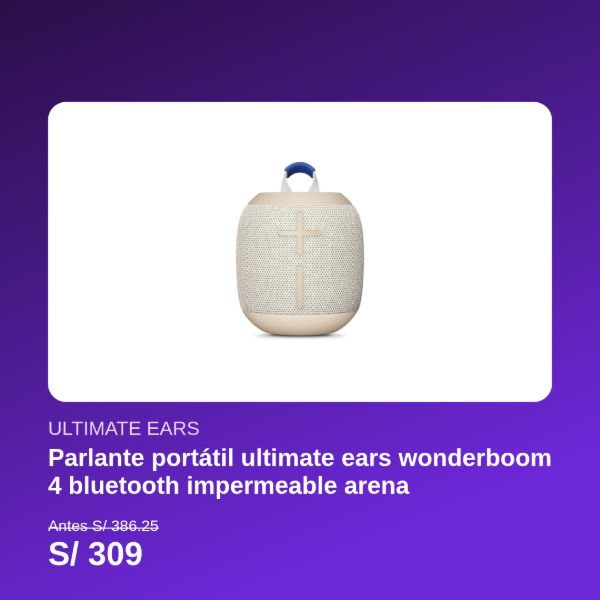 ULTIMATE EARS
Parlante portátil ultimate ears wonderboom
4 bluetooth impermeable arena
Antes S/ 386.25
S/ 309